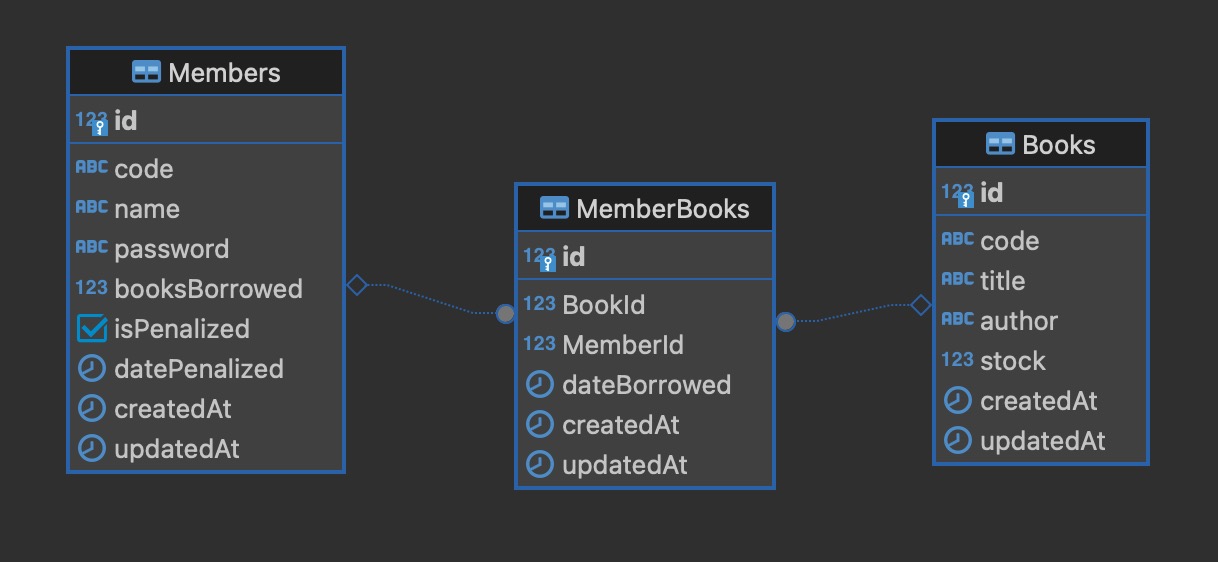 Members
123 id
ABC code
ABC name
ABC password
123 booksBorrowed
isPenalized
datePenalized
createdAt
updatedAt
MemberBooks
123 id
123 BookId
123 MemberId
dateBorrowed
createdAt
updatedAt
Books
123 id
ABC code
ABC title
ABC author
123 stock
createdAt
updatedAt